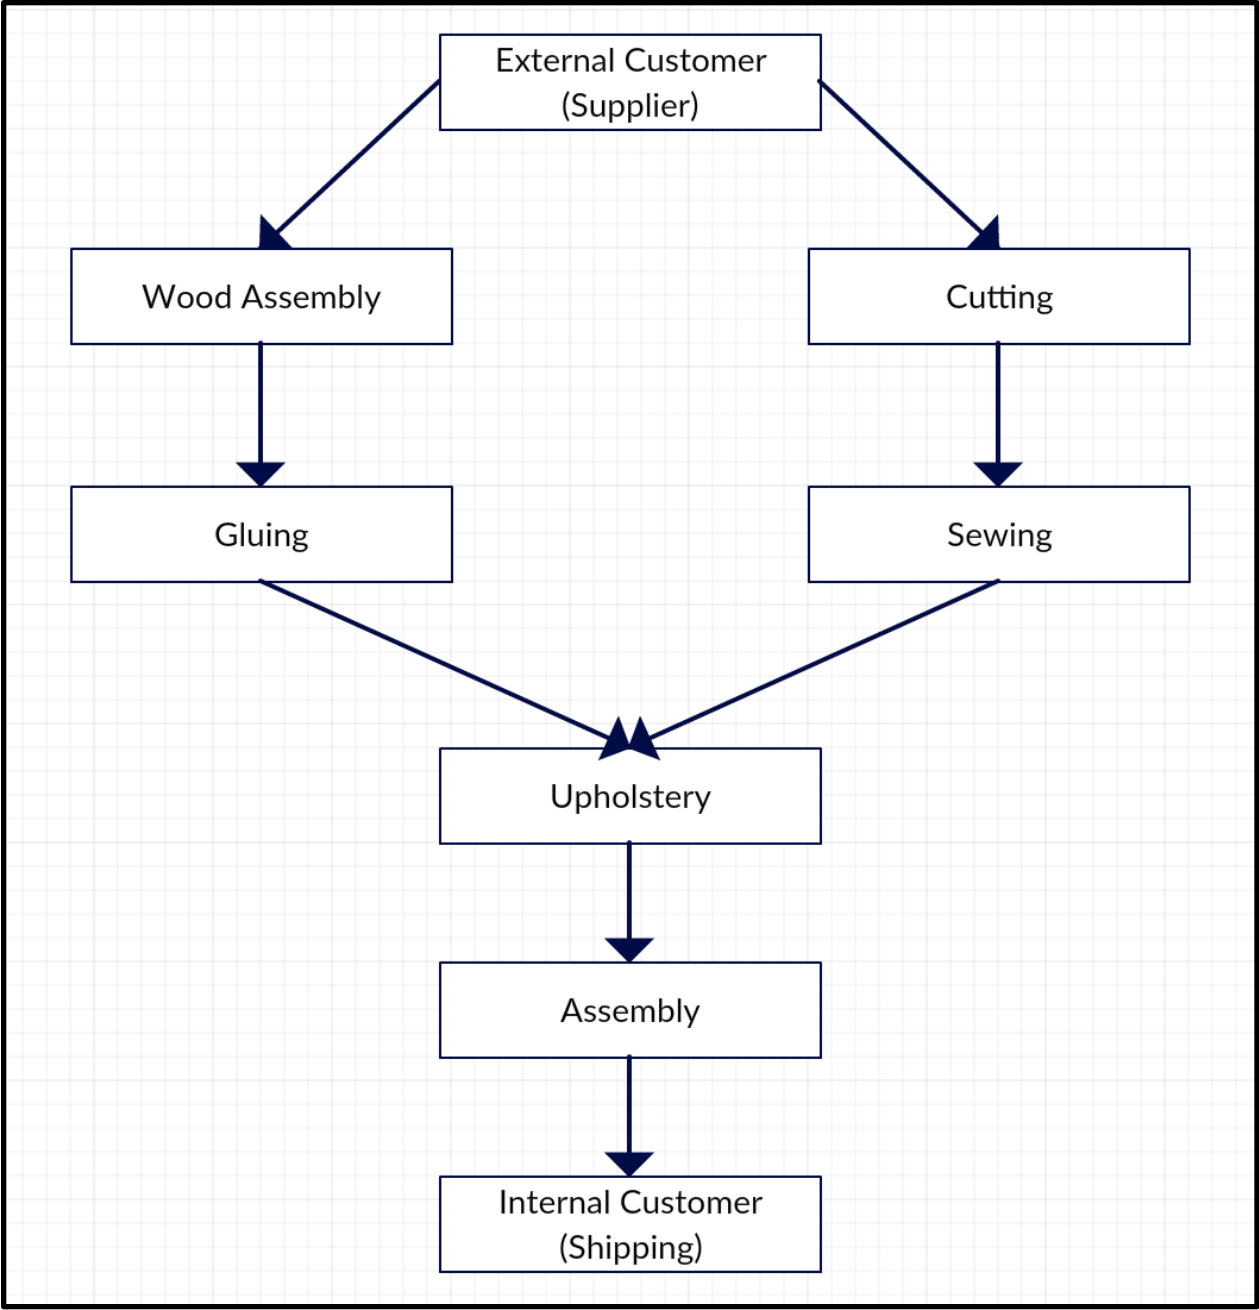 External Customer
(Supplier)
Wood Assembly
Cutting
Gluing
Sewing
Upholstery
Assembly
Internal Customer
(Shipping)